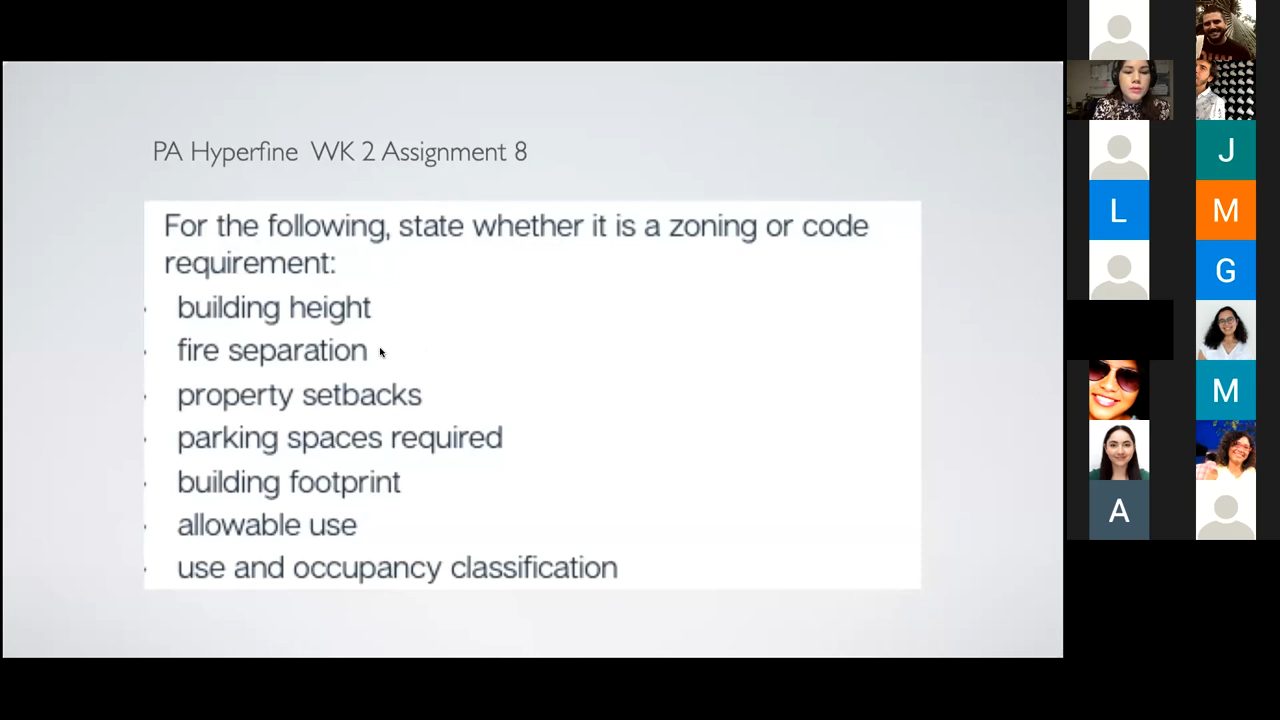 PA Hyperfine WK 2 Assignment 8
For the following, state whether it is a zoning or code
requirement:
building height
fire separation
property setbacks
parking spaces required
building footprint
allowable use
use and occupancy classification
J
L
M
G
M
A